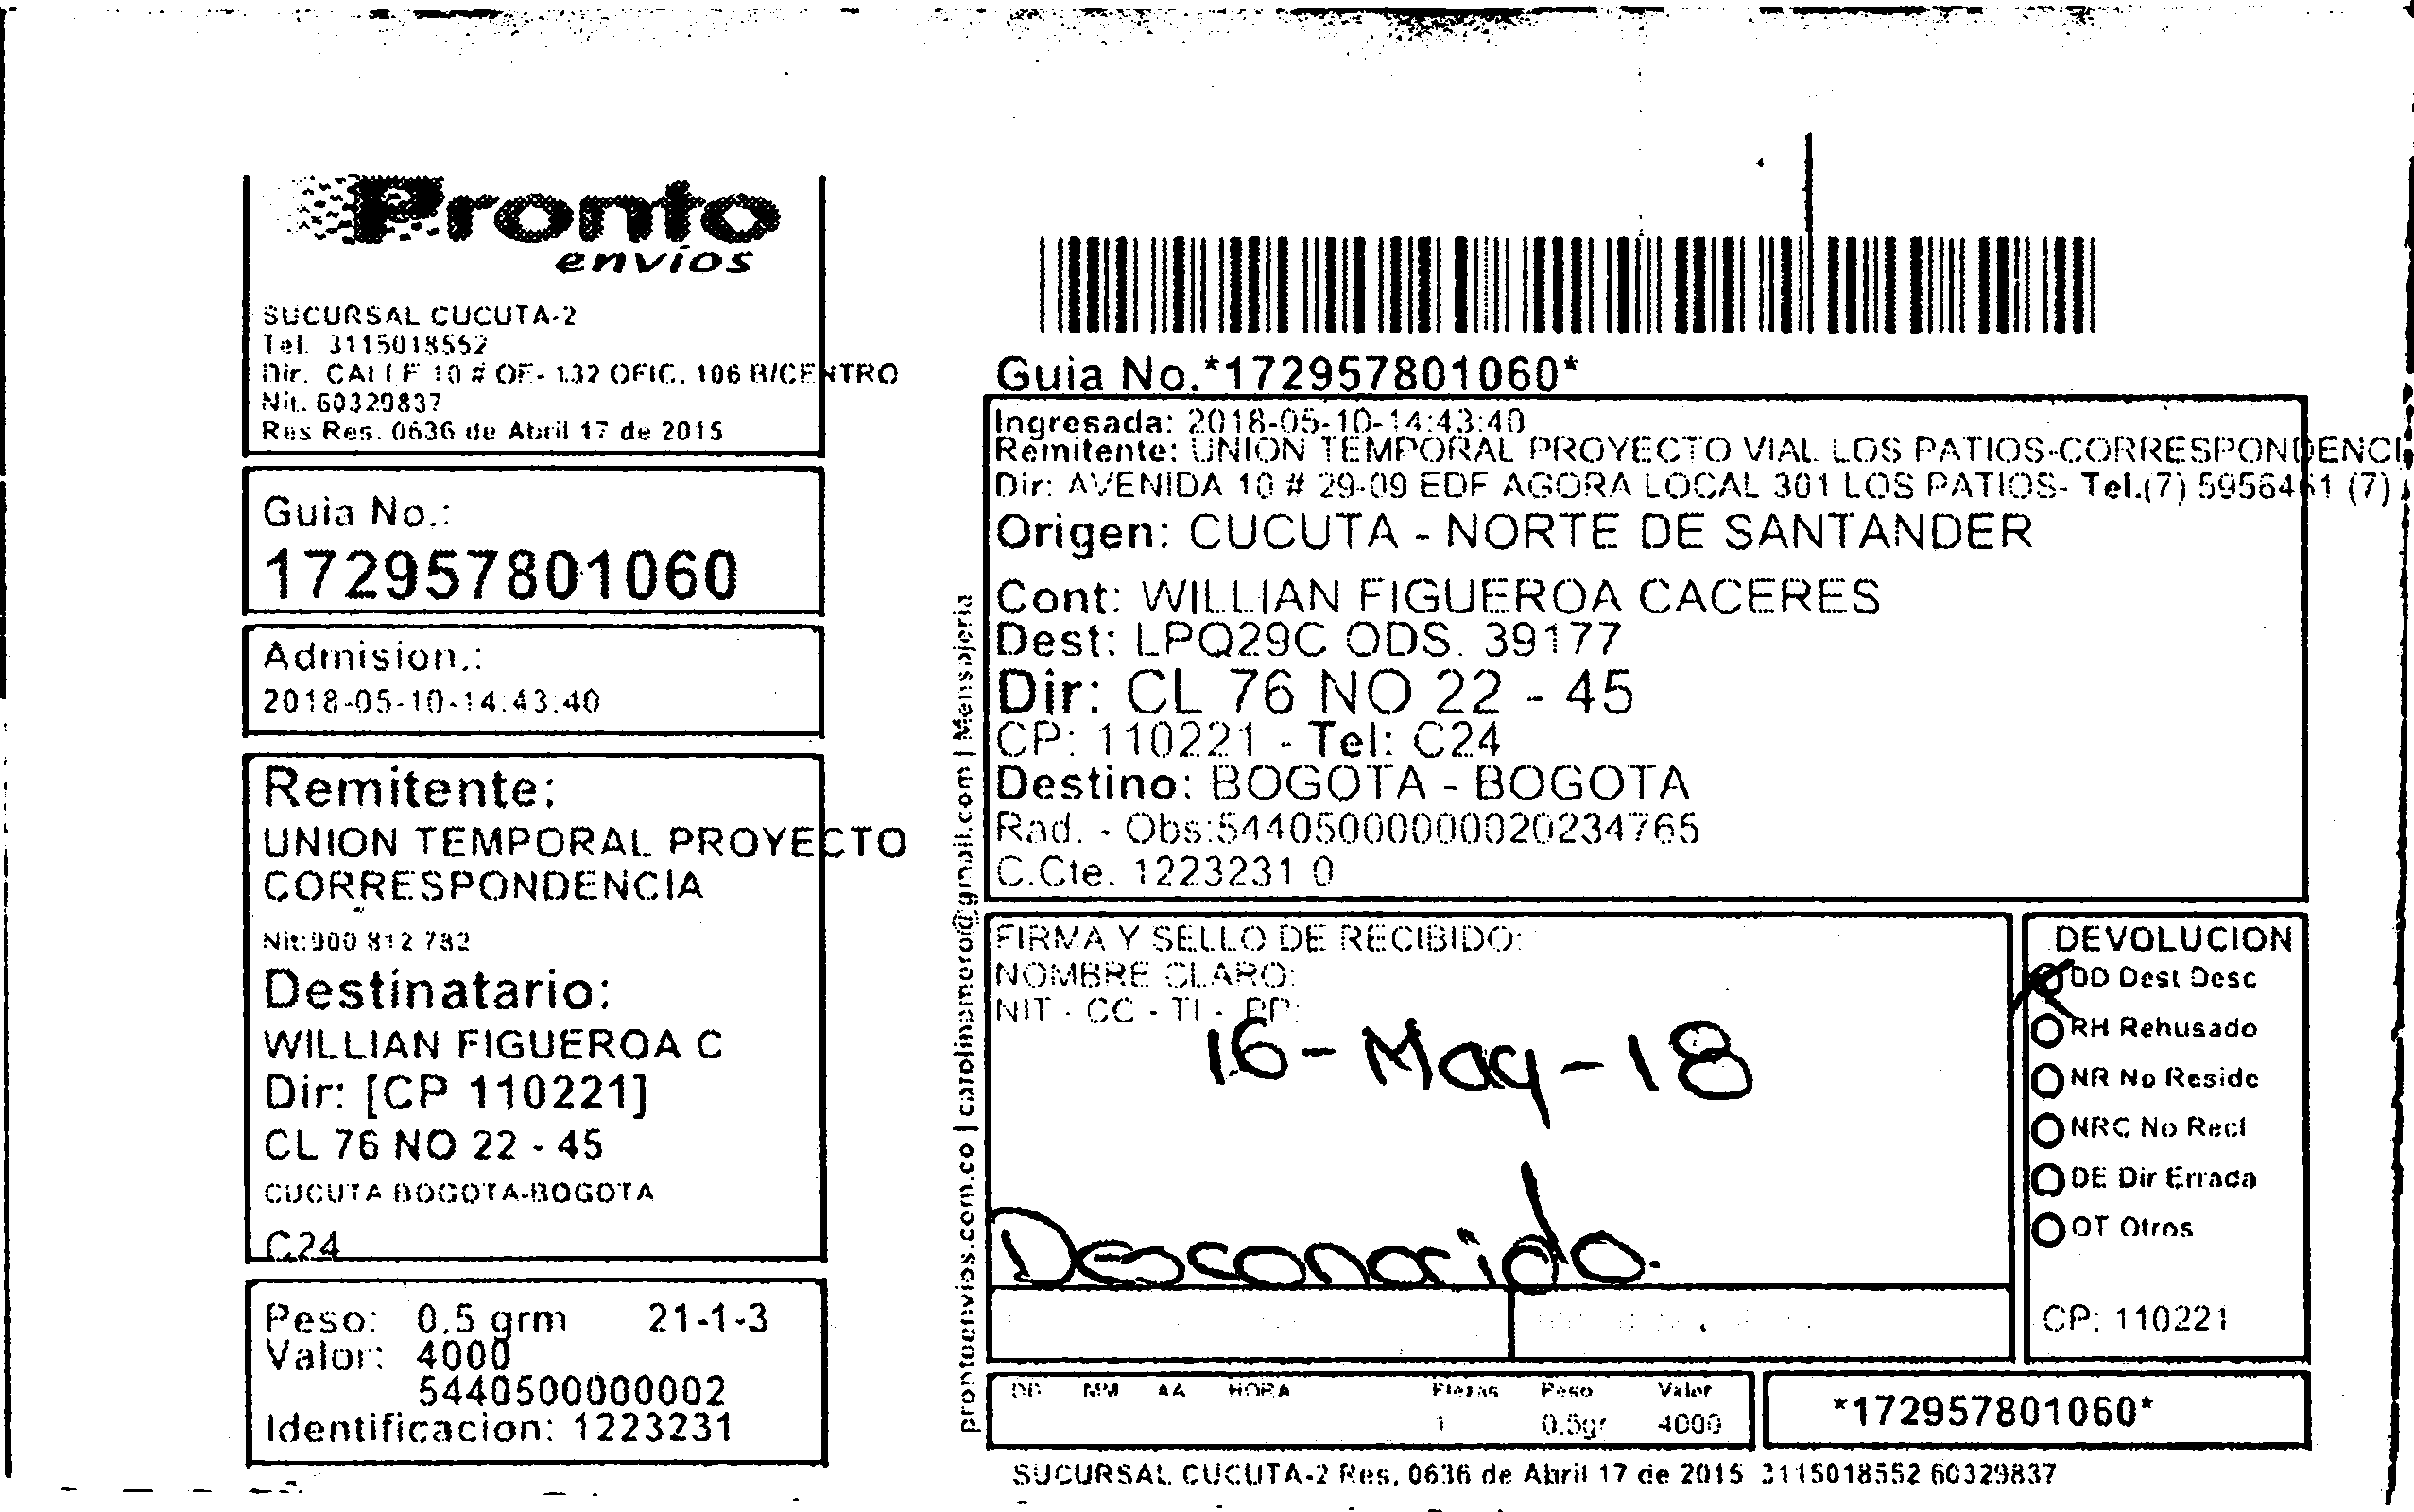 Pronto
envios
SUCURSAL CUCUTA-2
Tel. 3115018552
Dir. CALLE 10 # OE- 132 OFIC. 106 B/CENTRO
Nit. 60329837
Res Res. 0636 de Abril 17 de 2015
Guia No.:
172957801060
Admision.:
2018-05-10-14:43:40
Remitente:
UNION TEMPORAL PROYECTO
CORRESPONDENCIA
Nit:900 812 782
Destinatario:
WILLIAN FIGUEROA C
Dir: [CP 110221]
CL 76 NO 22 - 45
CUCUTA BOGOTA-BOGOTA
C24
Peso: 0.5 grm 21-1-3
Valor: 4000
5440500000002
Identificacion: 1223231
prontoenvios.com.co | carolinamero@gmail.com | Mensajeria
Guia No.*172957801060*
Ingresada: 2018-05-10-14:43:40
Remitente: UNION TEMPORAL PROYECTO VIAL LOS PATIOS-CORRESPONDENCI
Dir: AVENIDA 10 # 29-09 EDF AGORA LOCAL 301 LOS PATIOS- Tel.(7) 5956461 (7)
Origen: CUCUTA - NORTE DE SANTANDER
Cont: WILLIAN FIGUEROA CACERES
Dest: LPQ29C ODS. 39177
Dir: CL 76 NO 22 - 45
CP: 110221 - Tel: C24
Destino: BOGOTA - BOGOTA
Rad. - Obs:54405000000020234765
C.Cte. 1223231 0
FIRMA Y SELLO DE RECIBIDO:
NOMBRE CLARO:
NIT - CC - TI - PP:
16-May-18
Desconocido.
DEVOLUCION
DD Dest Desc
RH Rehusado
NR No Reside
NRC No Recl
DE Dir Errada
OT Otros
CP: 110221
DD MM AA HORA Piezas Peso Valor
1 0.5gr 4000
*172957801060*
SUCURSAL CUCUTA-2 Res. 0636 de Abril 17 de 2015 3115018552 60329837